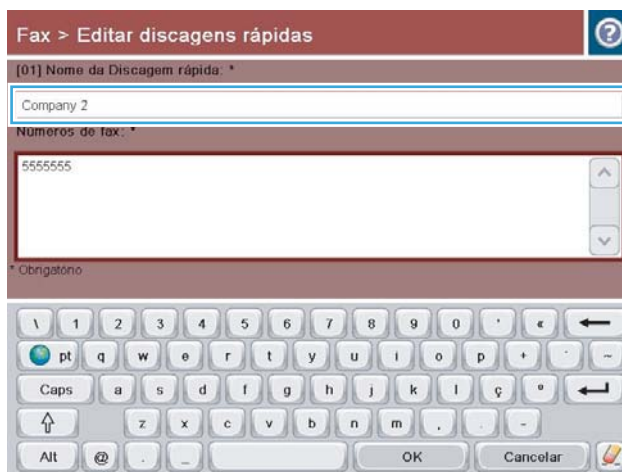 Fax > Editar discagens rápidas
?
[01] Nome da Discagem rápida: *
Company 2
Números de fax: *
5555555
* Obrigatório
\ 1 2 3 4 5 6 7 8 9 0 ' «
pt q w e r t y u i o p + ´ ~
Caps a s d f g h j k l ç º
z x c v b n m , . -
Alt @ . _ OK Cancelar